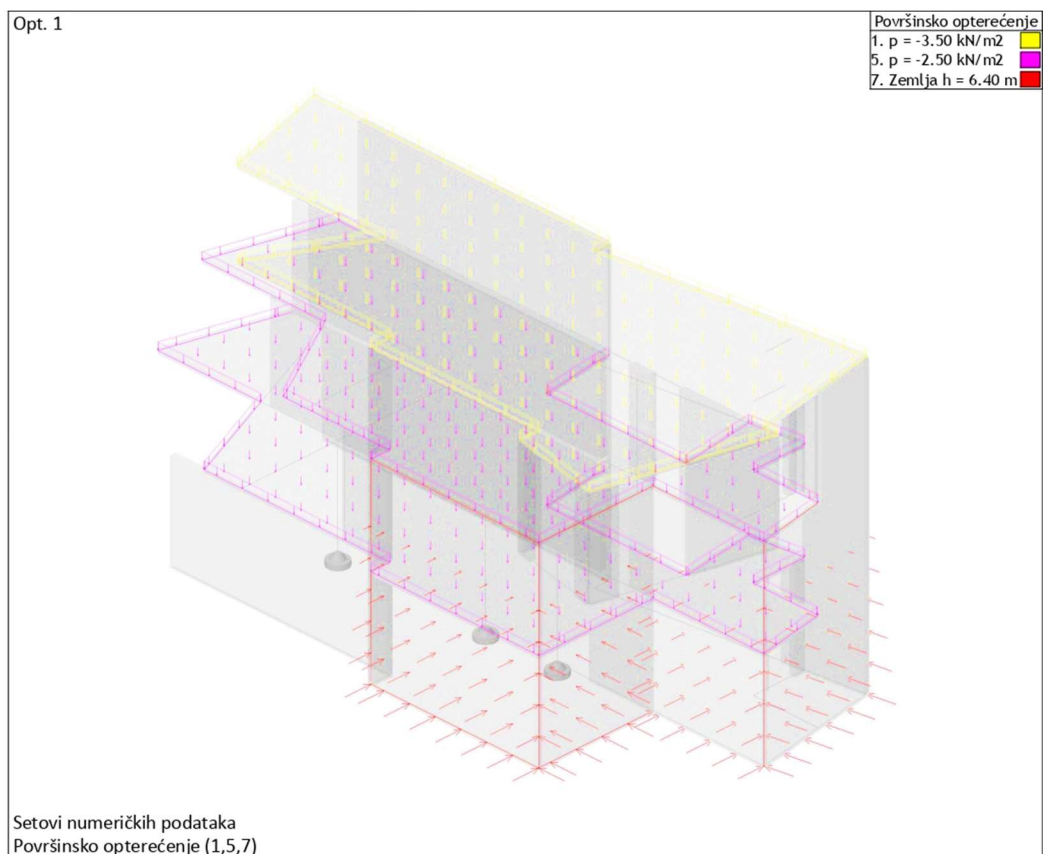 Opt. 1
Površinsko opterećenje
1. p = -3.50 kN/m2
5. p = -2.50 kN/m2
7. Zemlja h = 6.40 m
Setovi numeričkih podataka
Površinsko opterećenje (1,5,7)